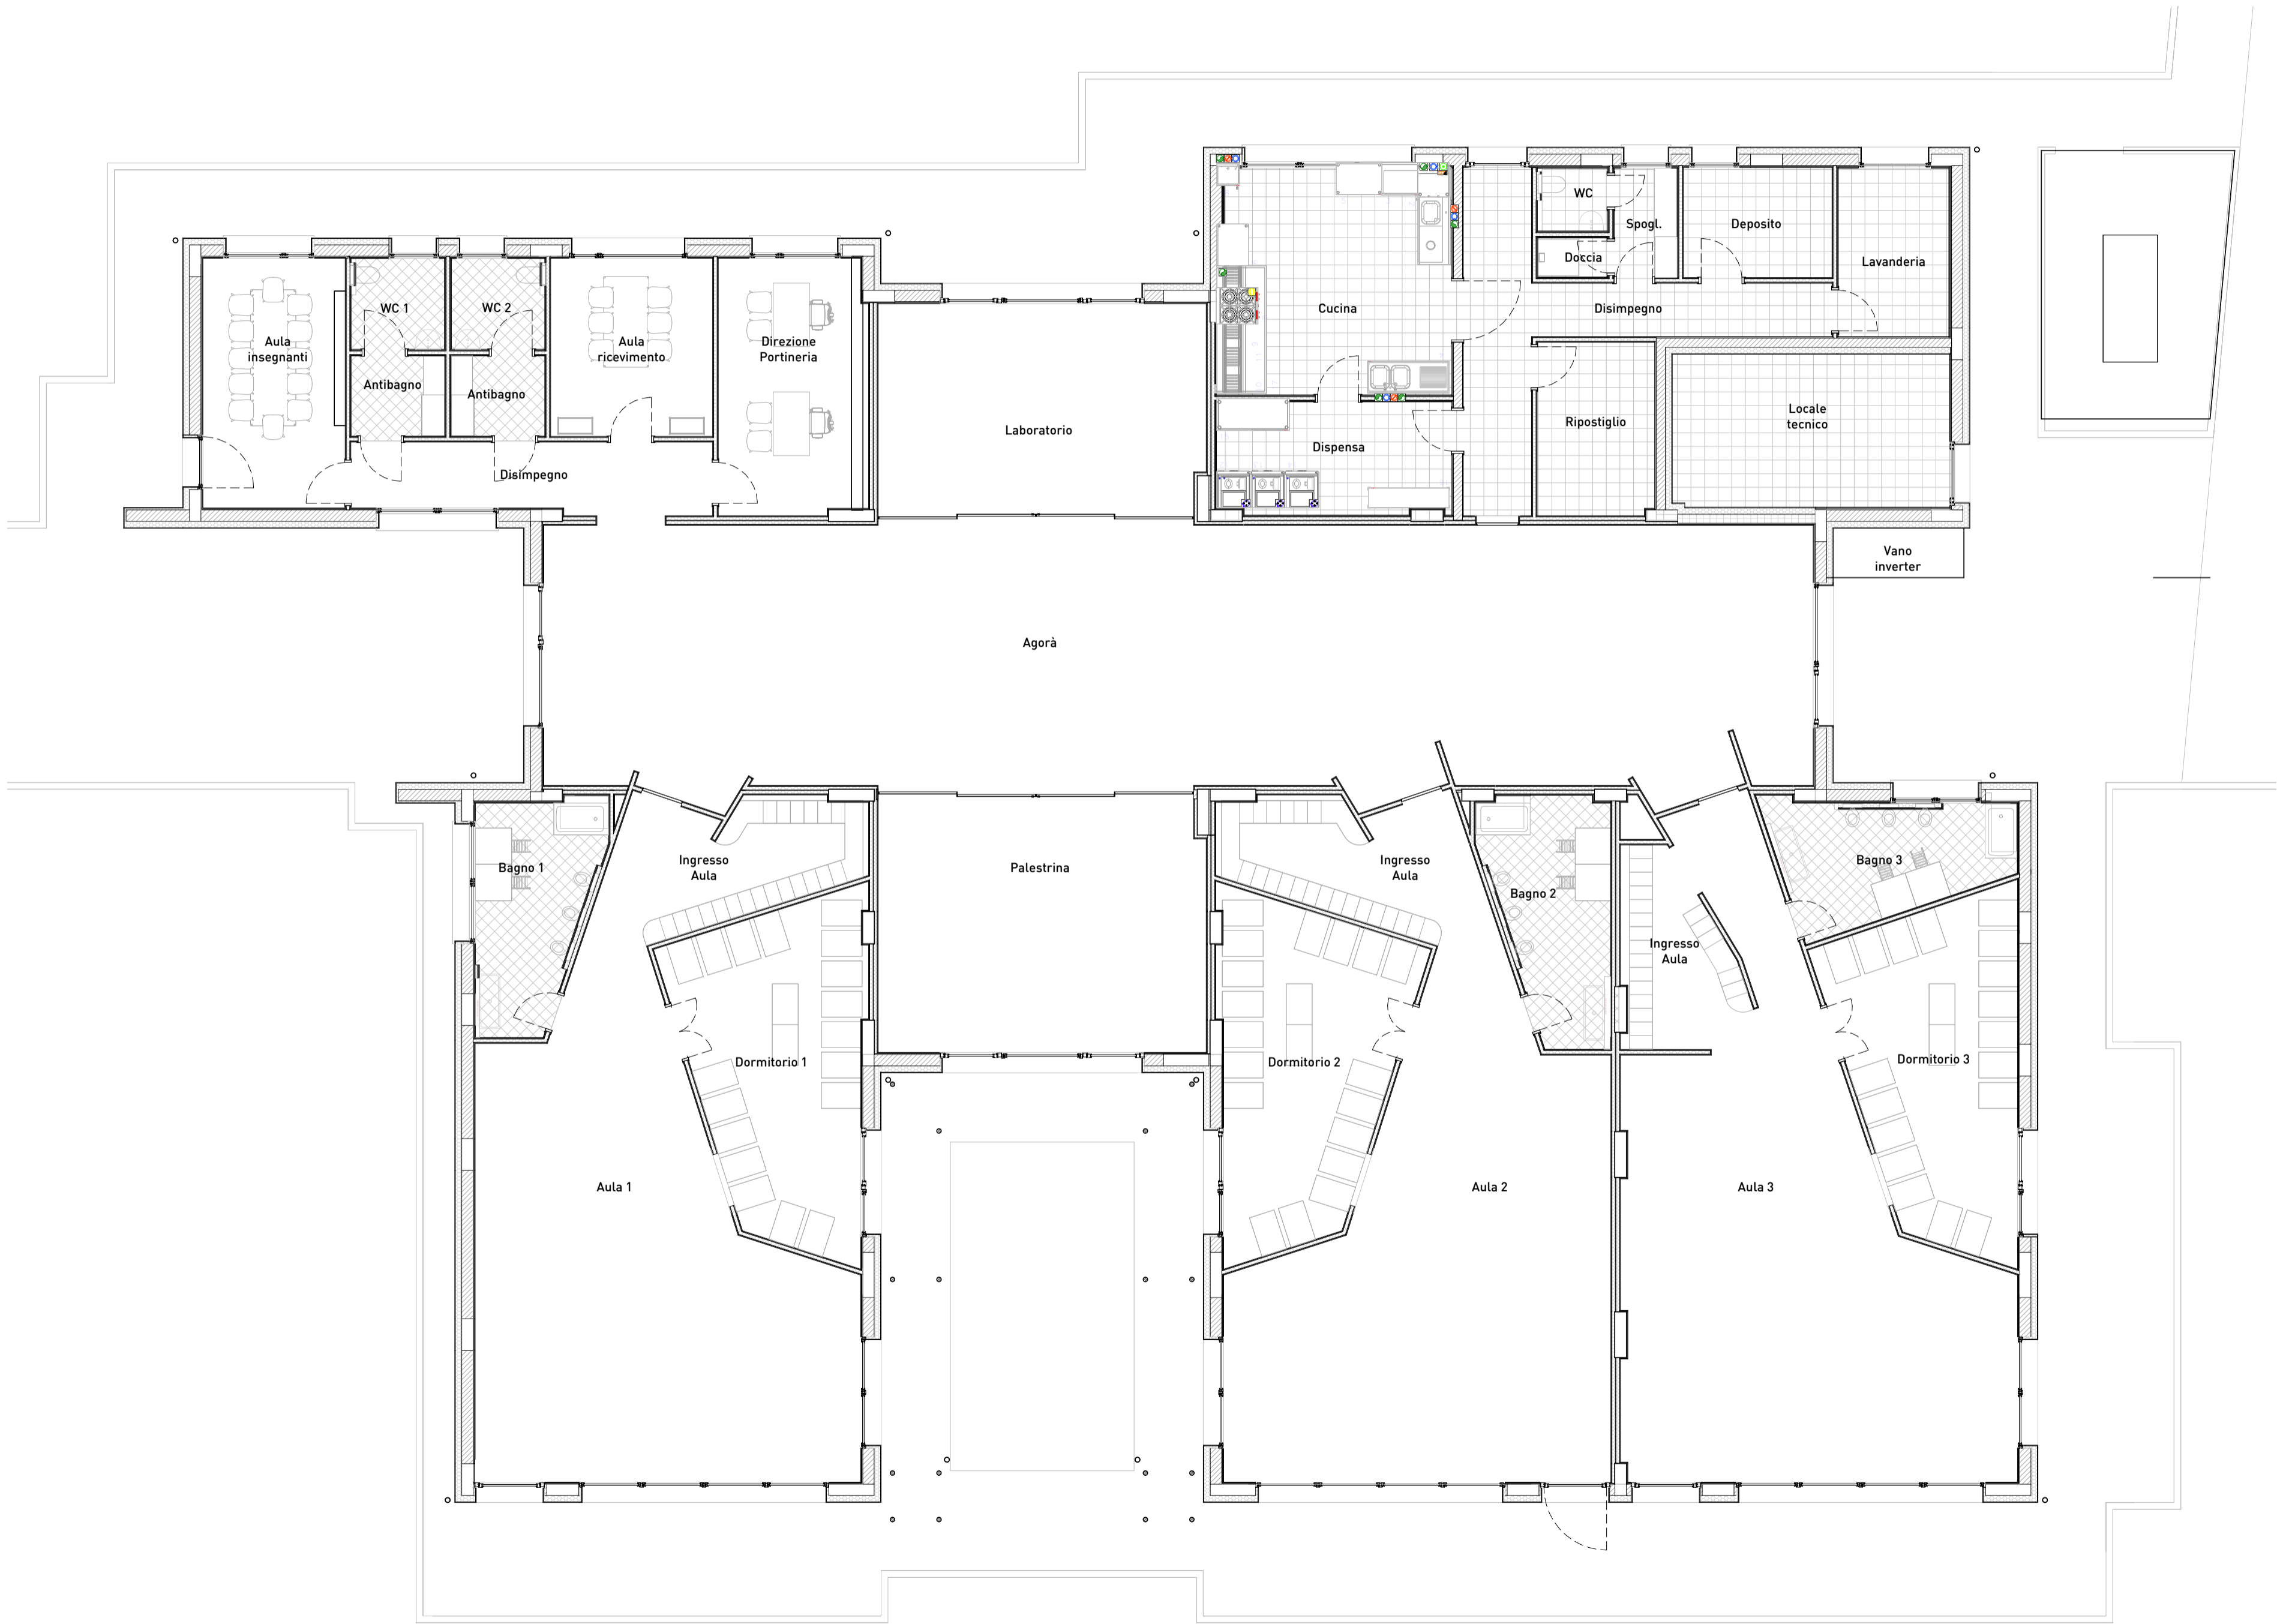 WC
Spogl.
Deposito
Doccia
Lavanderia
WC 1
WC 2
Cucina
Disimpegno
Aula
insegnanti
Aula
ricevimento
Direzione
Portineria
Antibagno
Antibagno
Laboratorio
Ripostiglio
Locale
tecnico
Dispensa
Disimpegno
Vano
inverter
Agorà
Bagno 1
Ingresso
Aula
Palestrina
Ingresso
Aula
Bagno 2
Bagno 3
Ingresso
Aula
Dormitorio 1
Dormitorio 2
Dormitorio 3
Aula 1
Aula 2
Aula 3